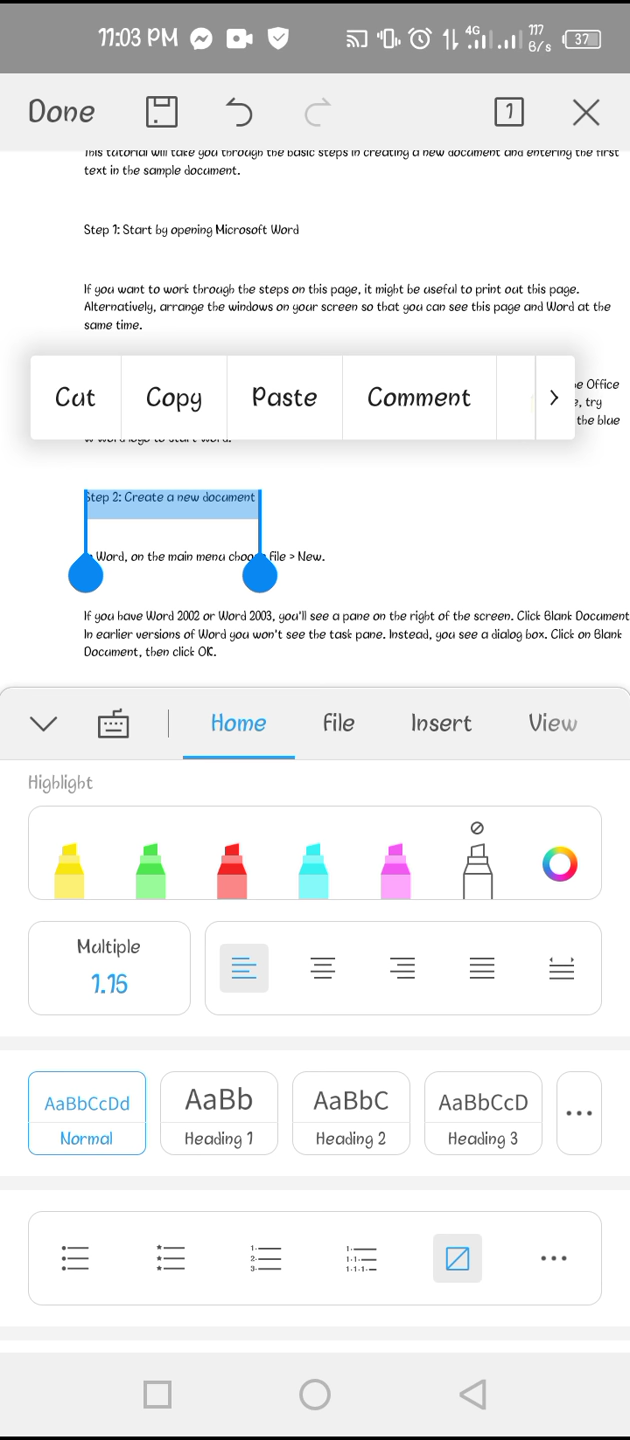 11:03 PM 4G 117 B/s 37
Done 1
This tutorial will take you through the basic steps in creating a new document and entering the first
text in the sample document.
Step 1: Start by opening Microsoft Word
If you want to work through the steps on this page, it might be useful to print out this page.
Alternatively, arrange the windows on your screen so that you can see this page and Word at the
same time.
Office
, try
the blue
Cut Copy Paste Comment
w word logo to start word.
Step 2: Create a new document
Word, on the main menu choose File > New.
If you have Word 2002 or Word 2003, you'll see a pane on the right of the screen. Click Blank Document
In earlier versions of Word you won't see the task pane. Instead, you see a dialog box. Click on Blank
Document, then click OK.
Home File Insert View
Highlight
Multiple
1.15
AaBbCcDd AaBb AaBbC AaBbCcD
Normal Heading 1 Heading 2 Heading 3